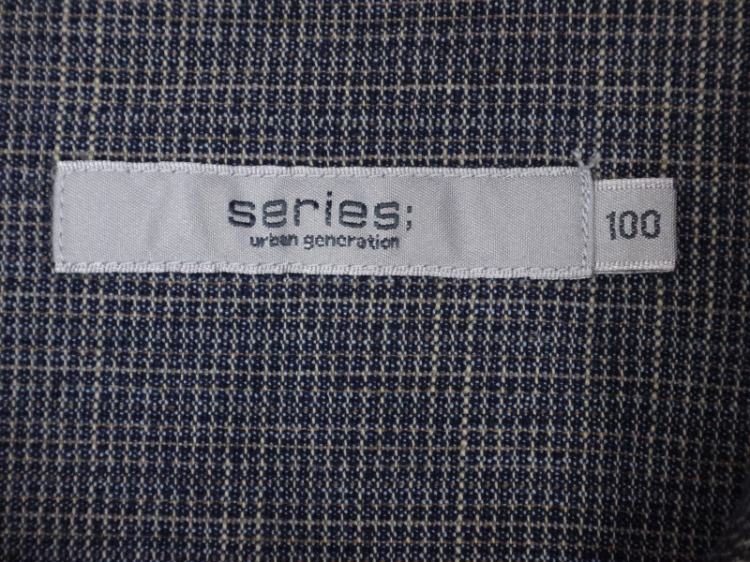 series;
urban generation
100